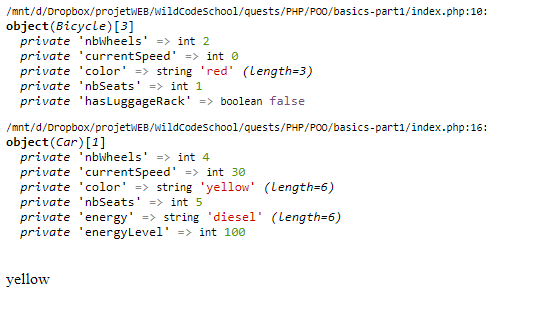 /mnt/d/Dropbox/projetWEB/WildCodeSchool/quests/PHP/POO/basics-part1/index.php:10:
object(Bicycle)[3]
private 'nbWheels' => int 2
private 'currentSpeed' => int 0
private 'color' => string 'red' (length=3)
private 'nbSeats' => int 1
private 'hasLuggageRack' => boolean false
/mnt/d/Dropbox/projetWEB/WildCodeSchool/quests/PHP/POO/basics-part1/index.php:16:
object(Car)[1]
private 'nbWheels' => int 4
private 'currentSpeed' => int 30
private 'color' => string 'yellow' (length=6)
private 'nbSeats' => int 5
private 'energy' => string 'diesel' (length=6)
private 'energyLevel' => int 100
yellow